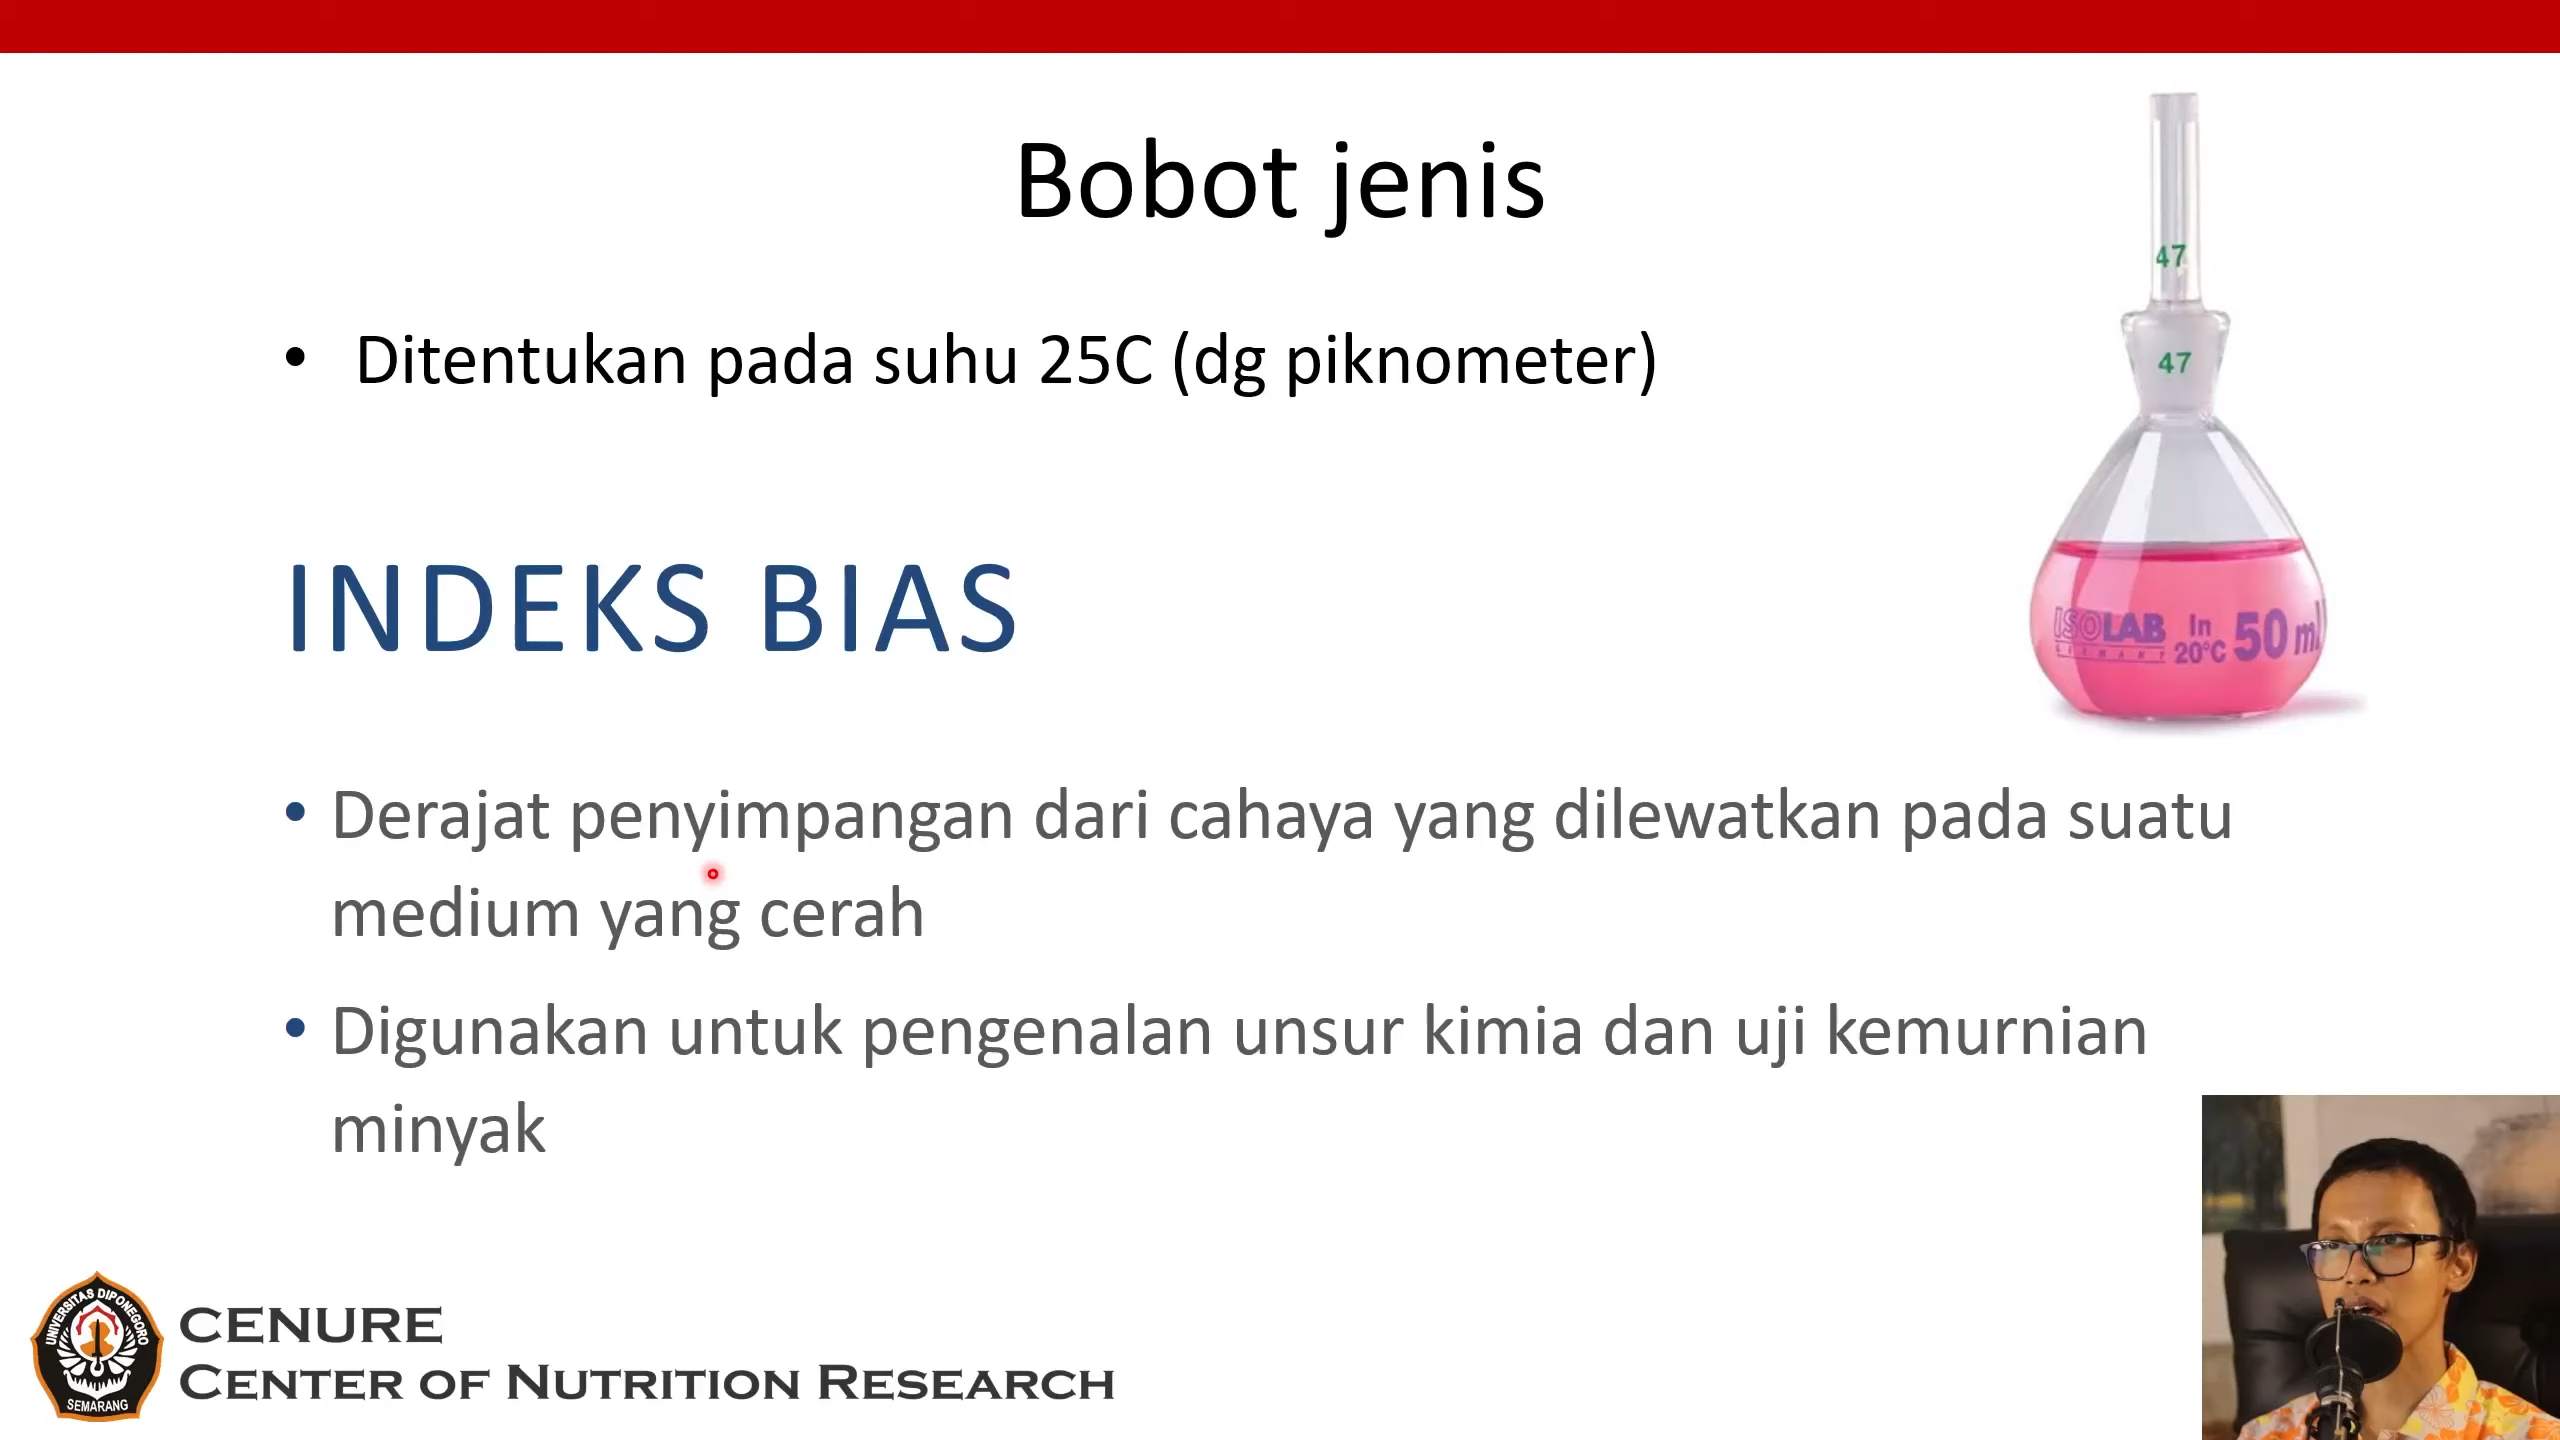 Bobot jenis
• Ditentukan pada suhu 25C (dg piknometer)
47
47
ISOLAB
GERMANY
In
20°C
50 ml
INDEKS BIAS
• Derajat penyimpangan dari cahaya yang dilewatkan pada suatu
medium yang cerah
• Digunakan untuk pengenalan unsur kimia dan uji kemurnian
minyak
UNIVERSITAS DIPONEGORO
SEMARANG
CENURE
CENTER OF NUTRITION RESEARCH